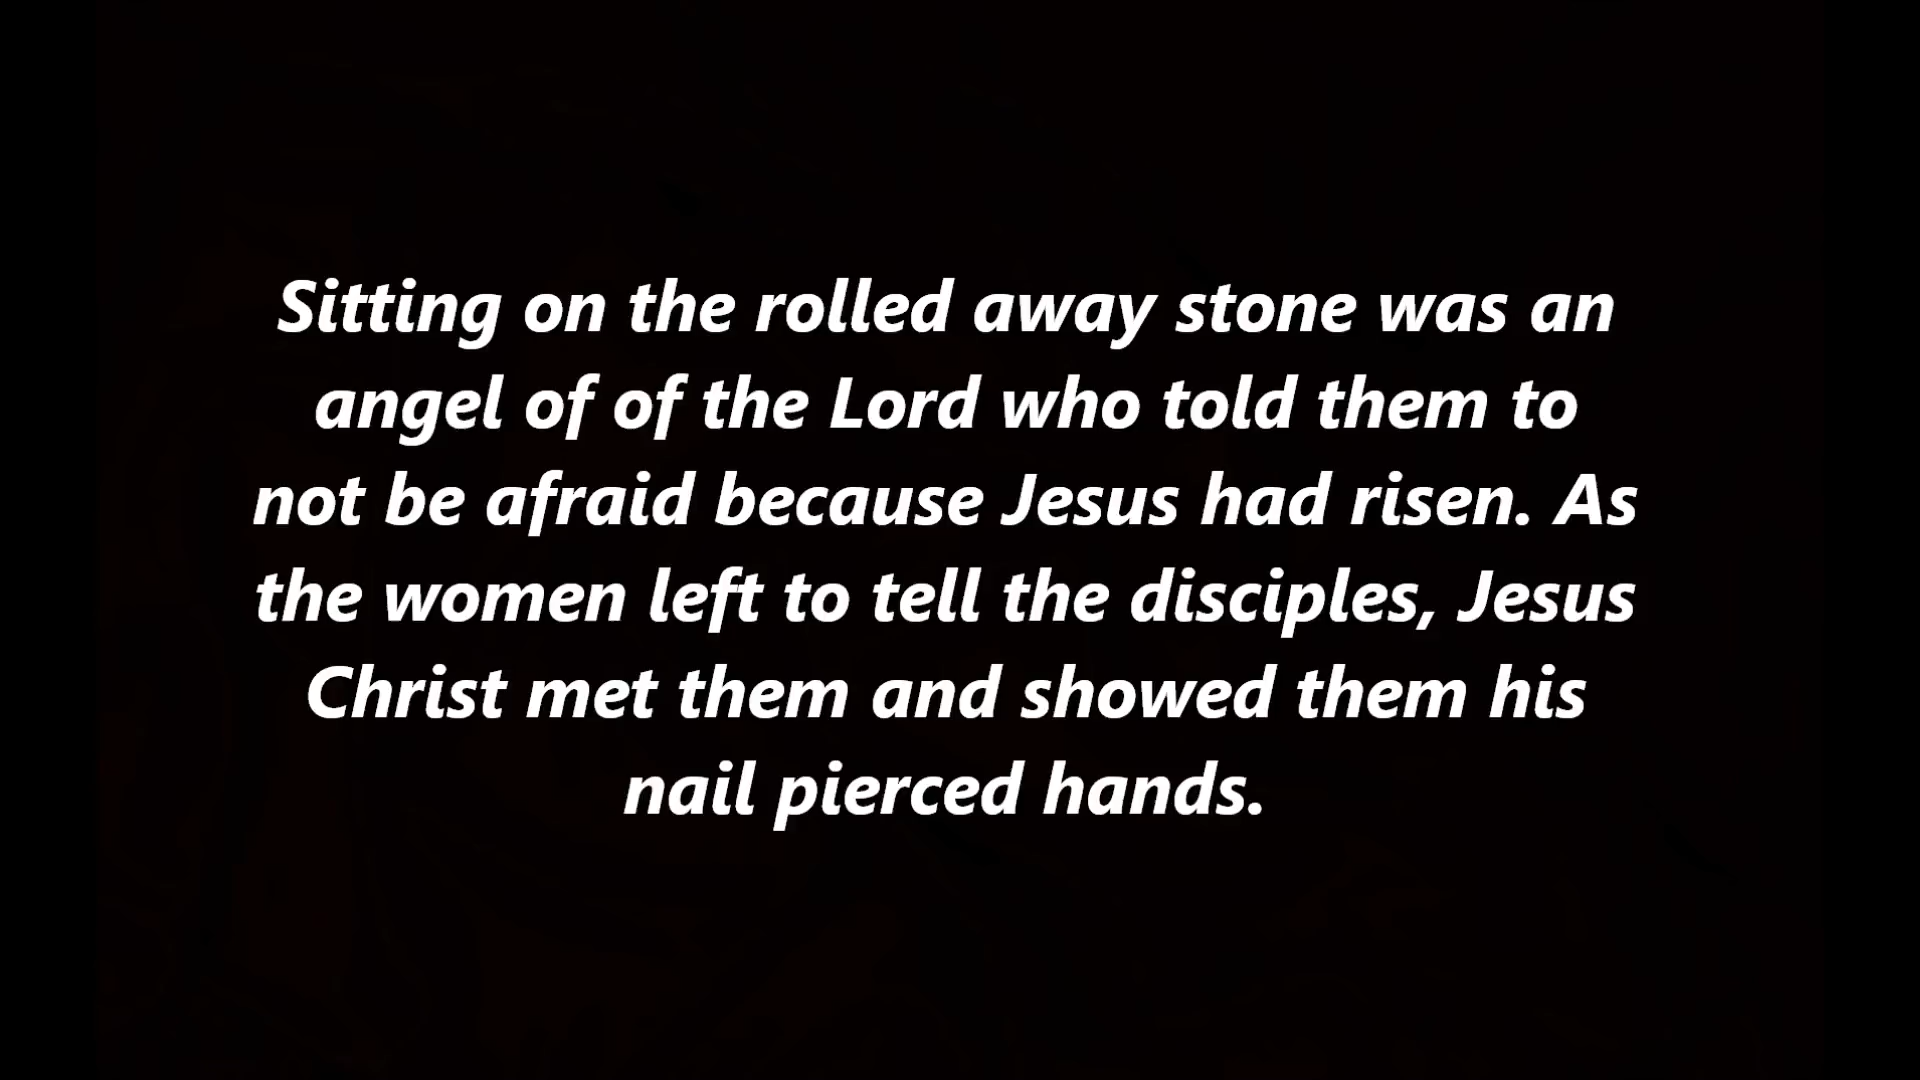 Sitting on the rolled away stone was an
angel of of the Lord who told them to
not be afraid because Jesus had risen. As
the women left to tell the disciples, Jesus
Christ met them and showed them his
nail pierced hands.